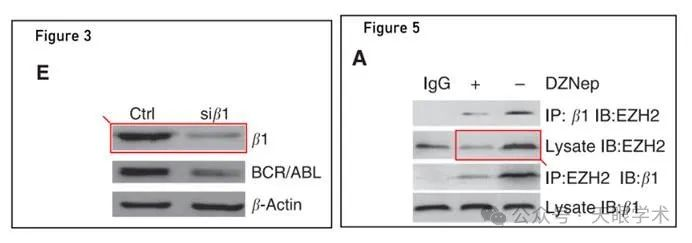 Figure 3
E
Ctrl siβ1
β1
BCR/ABL
β-Actin
Figure 5
A
IgG + − DZNep
IP: β1 IB:EZH2
Lysate IB:EZH2
IP:EZH2 IB:β1
Lysate IB:β1
公众号 · 天眼学术